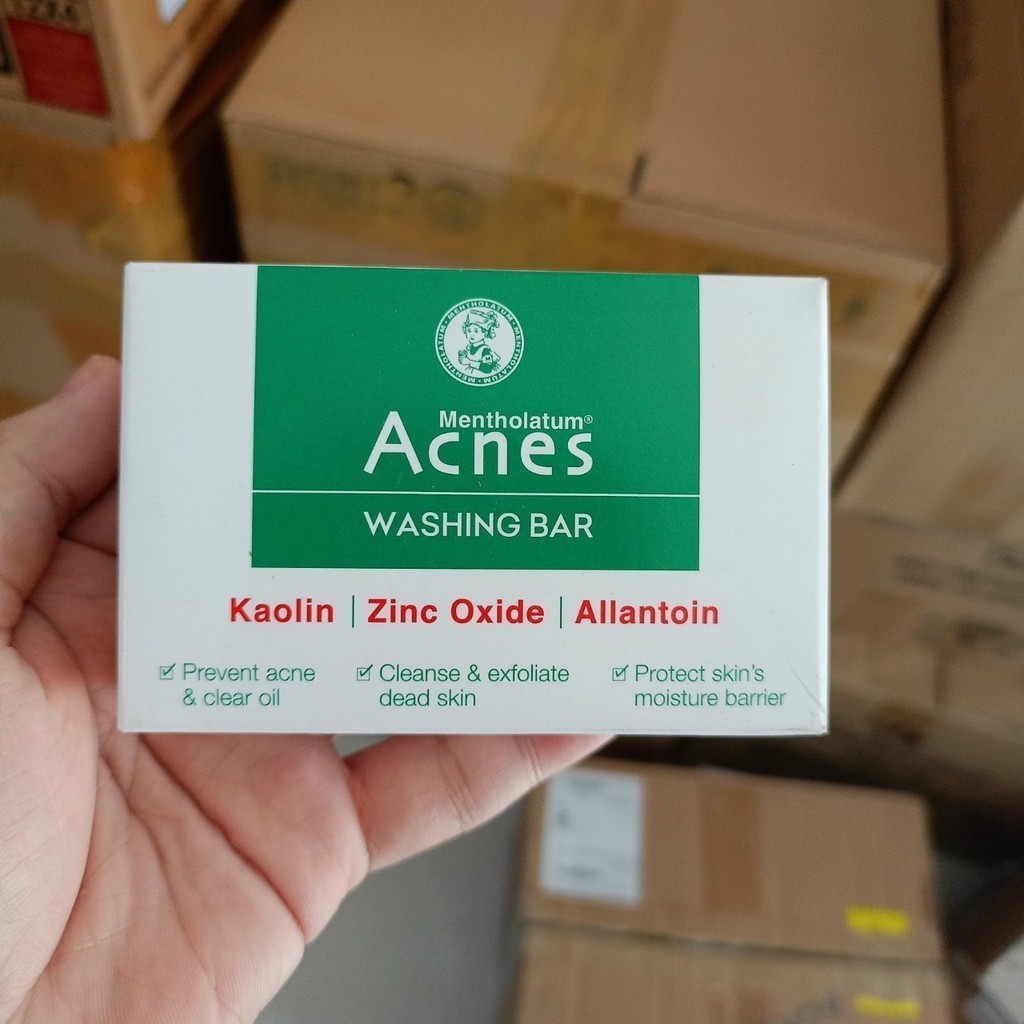 MENTHOLATUM · MENTHOLATUM · MENTHOLATUM
Mentholatum®
Acnes
WASHING BAR
Kaolin | Zinc Oxide | Allantoin
Prevent acne
& clear oil
Cleanse & exfoliate
dead skin
Protect skin's
moisture barrier